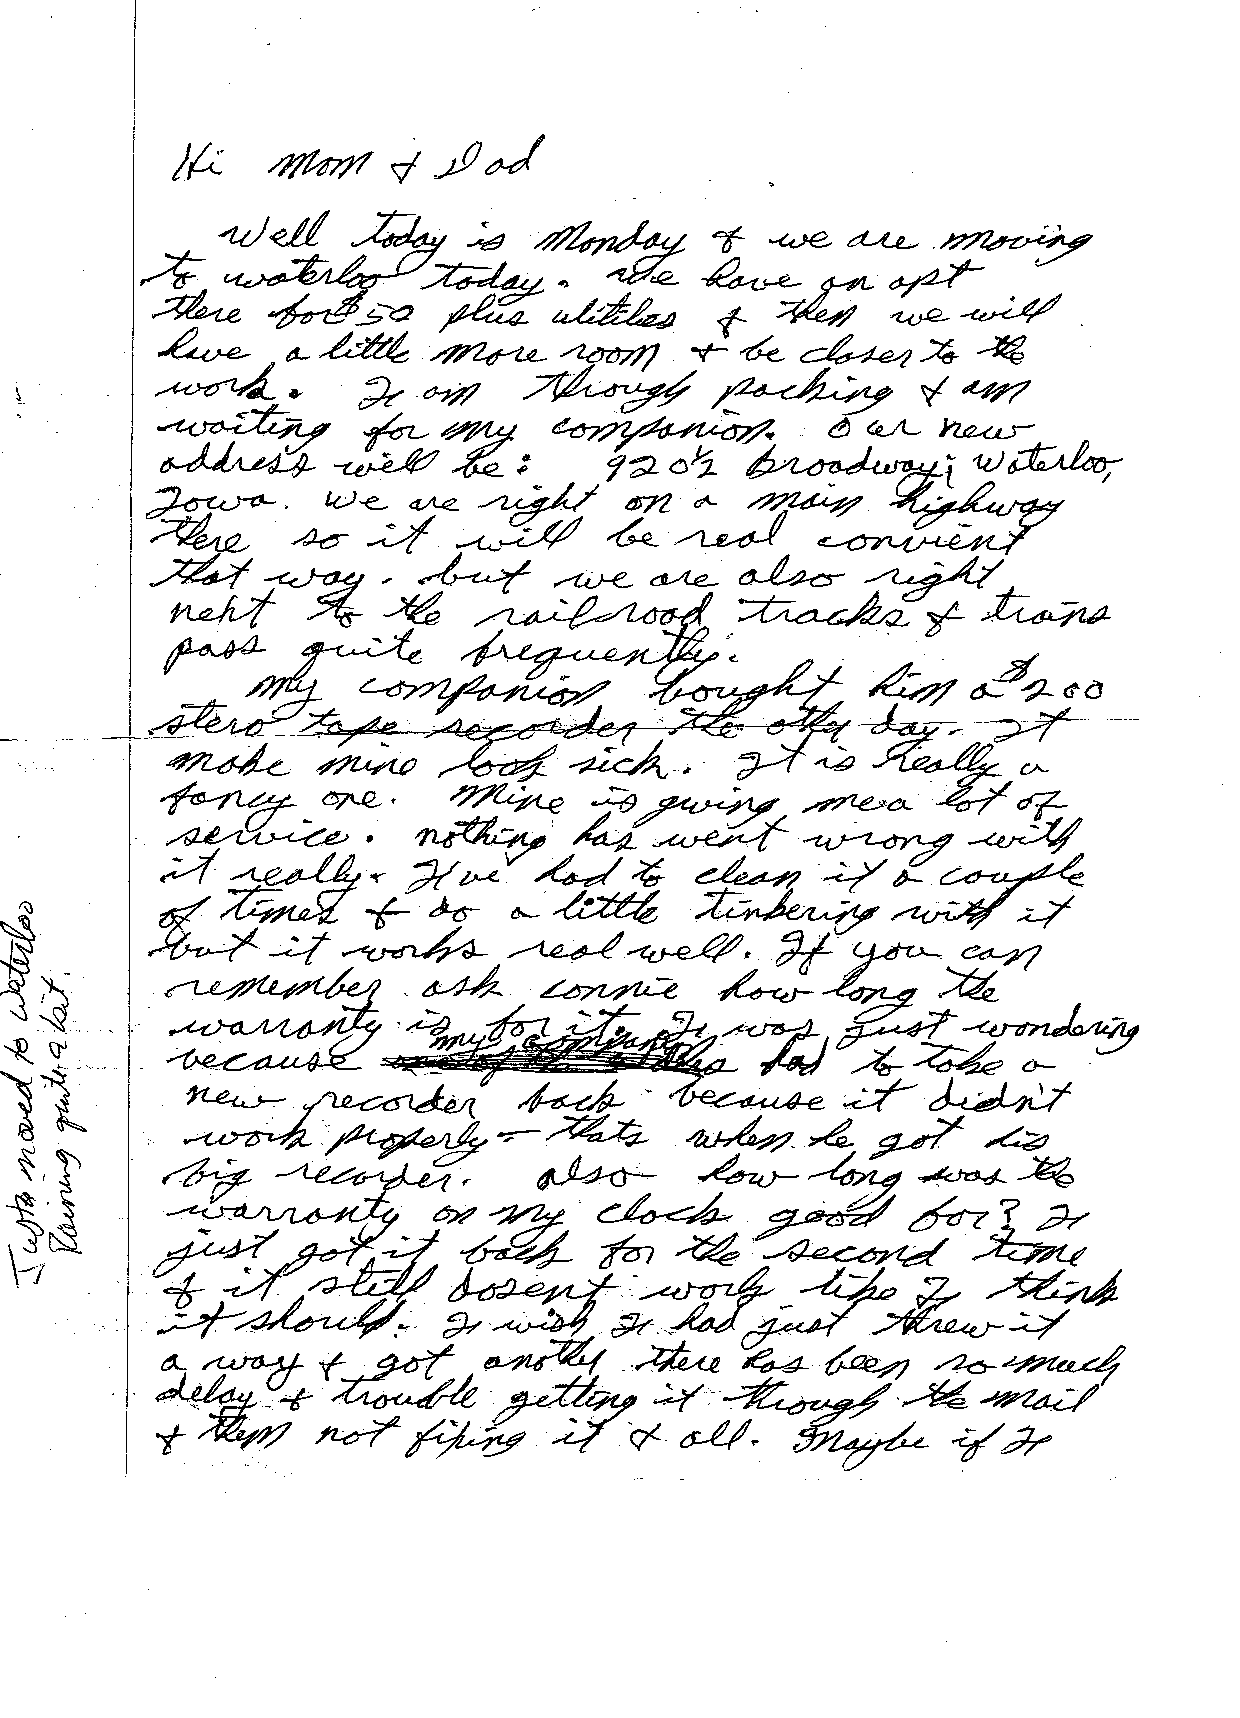 Hi Mom & Dad
Well today is Monday & we are moving
to waterloo today. We have an apt
there for $50 plus utilities & then we will
have a little more room & be closer to the
work. I am through packing & am
waiting for my companion. Our new
address will be: 920½ Broadway; Waterloo,
Iowa. We are right on a main highway
there so it will be real convient
that way. but we are also right
next to the railroad tracks & trains
pass quite frequently.
My companion bought him a $200
stero tape recorder the othy day. It
make mine look sick. It is really a
fancy one. Mine is giving me a lot of
service. nothing has went wrong with
it really. I've had to clean it a couple
of times & do a little tinkering with it
but it works real well. If you can
remember ask connie how long the
warranty is for it. I was just wondering
because my companion had to take a
new recorder back because it didn't
work properly - thats when he got his
big recorder. also how long was the
warranty on my clock good for? I
just got it back for the second time
& it still dosent work like I think
it should. I wish I had just threw it
a way & got anothy there has been so much
delay & trouble getting it through the mail
& them not fixing it & all. Maybe if I
Just moved to waterloo
Raining quite a bit.